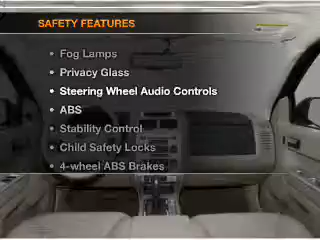 SAFETY FEATURES
• Fog Lamps
• Privacy Glass
• Steering Wheel Audio Controls
• ABS
• Stability Control
• Child Safety Locks
• 4-wheel ABS Brakes